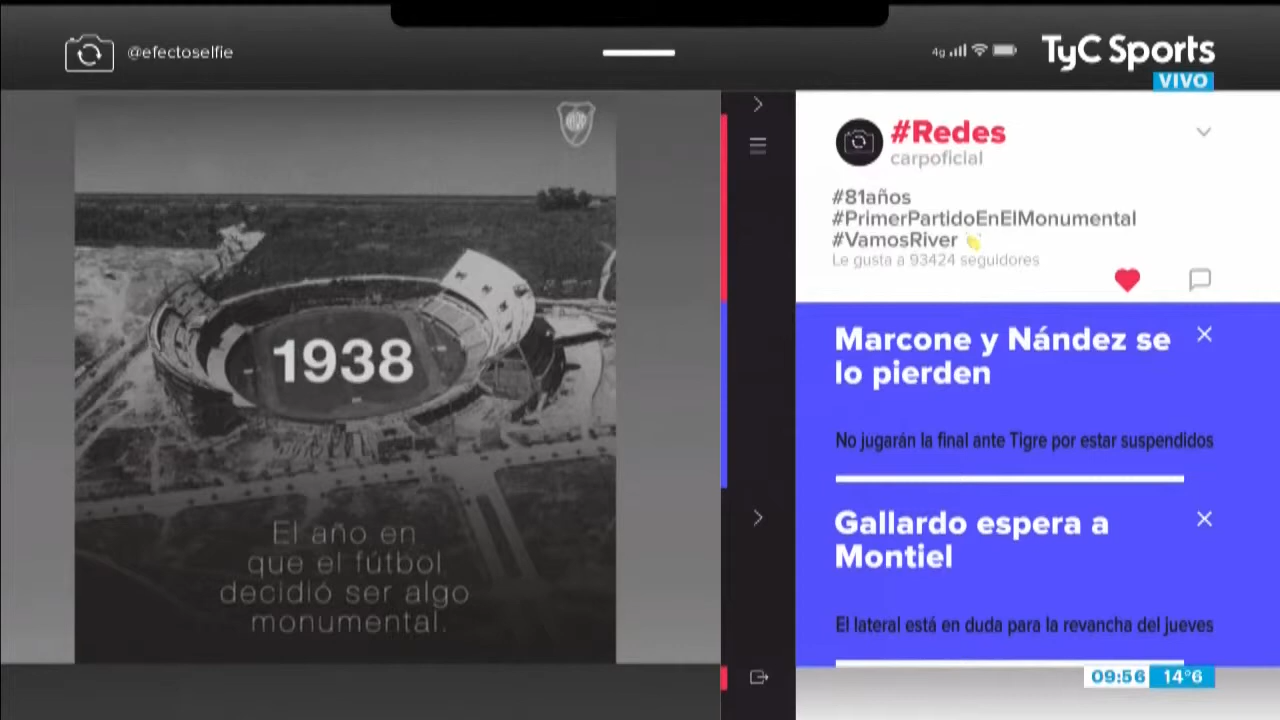 @efectoselfie
4g
TyC Sports
VIVO
1938
El año en
que el fútbol
decidió ser algo
monumental.
#Redes
carpoficial
#81años
#PrimerPartidoEnElMonumental
#VamosRiver 👏
Le gusta a 93424 seguidores
Marcone y Nández se
lo pierden
No jugarán la final ante Tigre por estar suspendidos
Gallardo espera a
Montiel
El lateral está en duda para la revancha del jueves
09:56 14°6